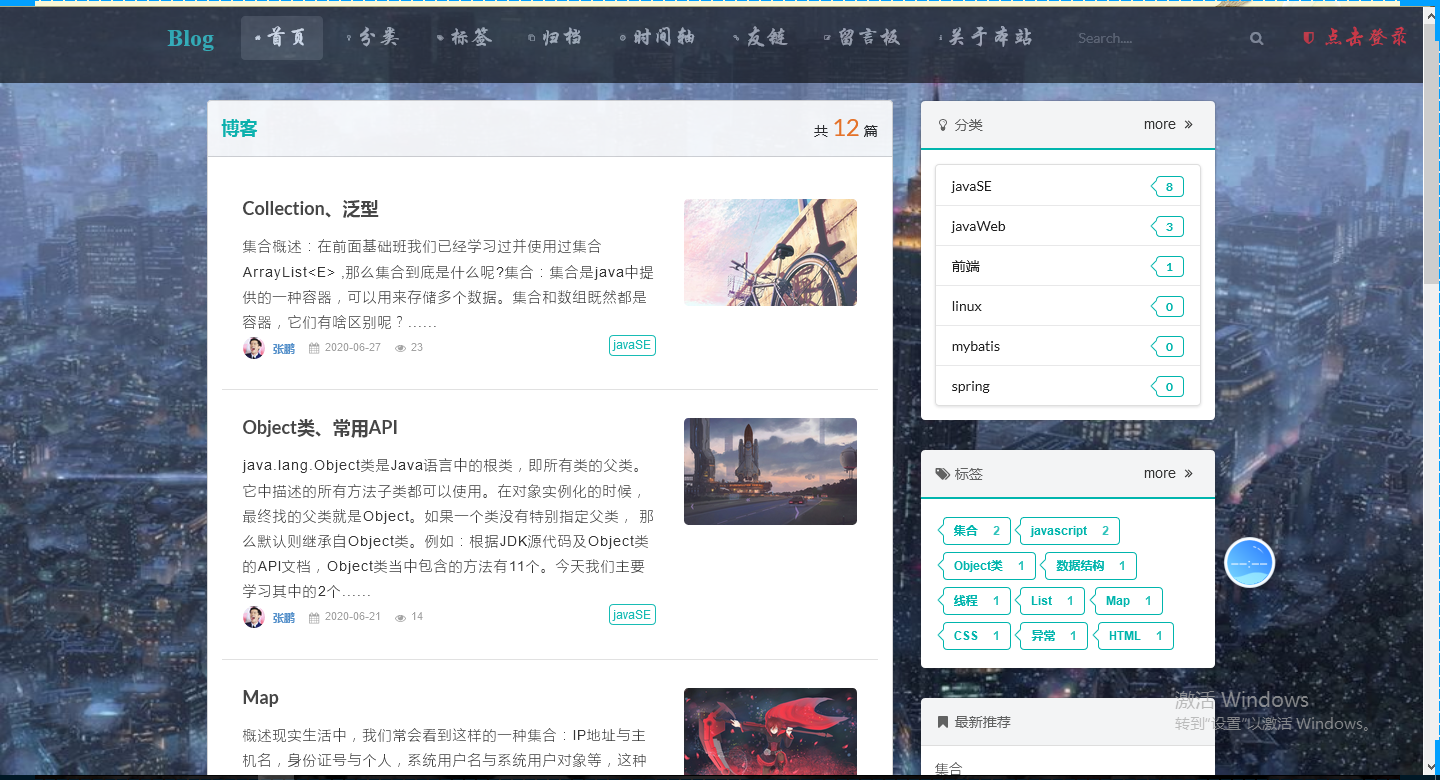 Blog 首页 分类 标签 归档 时间轴 友链 留言板 关于本站 Search.... 点击登录
博客 共 12 篇
Collection、泛型
集合概述：在前面基础班我们已经学习过并使用过集合
ArrayList<E> ,那么集合到底是什么呢?集合：集合是java中提
供的一种容器，可以用来存储多个数据。集合和数组既然都是
容器，它们有啥区别呢？......
张鹏 2020-06-27 23 javaSE
Object类、常用API
java.lang.Object类是Java语言中的根类，即所有类的父类。
它中描述的所有方法子类都可以使用。在对象实例化的时候，
最终找的父类就是Object。如果一个类没有特别指定父类， 那
么默认则继承自Object类。例如：根据JDK源代码及Object类
的API文档，Object类当中包含的方法有11个。今天我们主要
学习其中的2个......
张鹏 2020-06-21 14 javaSE
Map
概述现实生活中，我们常会看到这样的一种集合：IP地址与主
机名，身份证号与个人，系统用户名与系统用户对象等，这种
分类 more »
javaSE 8
javaWeb 3
前端 1
linux 0
mybatis 0
spring 0
标签 more »
集合 2 javascript 2
Object类 1 数据结构 1
线程 1 List 1 Map 1
CSS 1 异常 1 HTML 1
最新推荐
集合
激活 Windows
转到“设置”以激活 Windows。